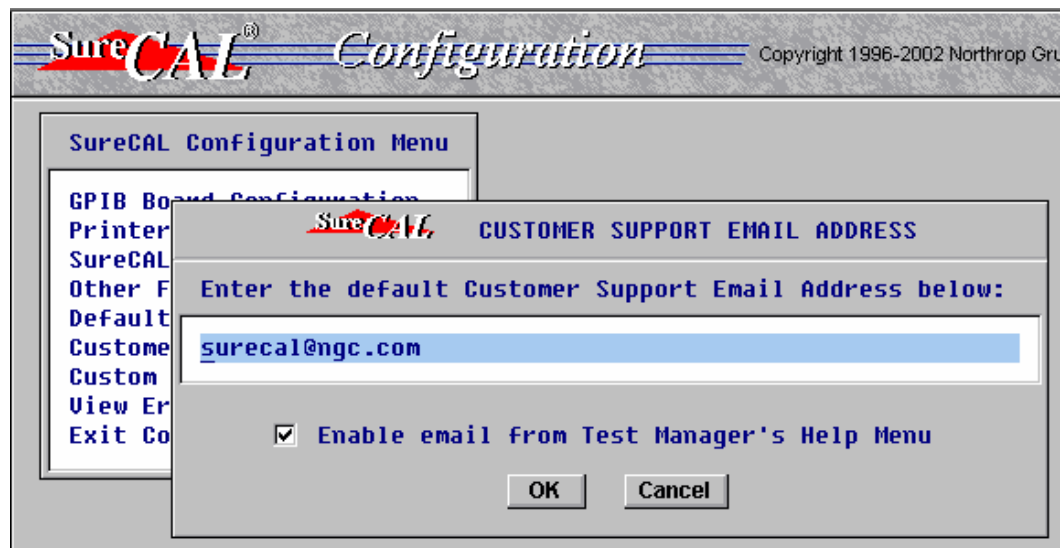 SureCAL® Configuration Copyright 1996-2002 Northrop Gru
SureCAL Configuration Menu
GPIB Board Configuration
Printer
SureCAL
Other F
Default
Custome
Custom
View Er
Exit Co
SureCAL CUSTOMER SUPPORT EMAIL ADDRESS
Enter the default Customer Support Email Address below:
surecal@ngc.com
Enable email from Test Manager's Help Menu
OK Cancel